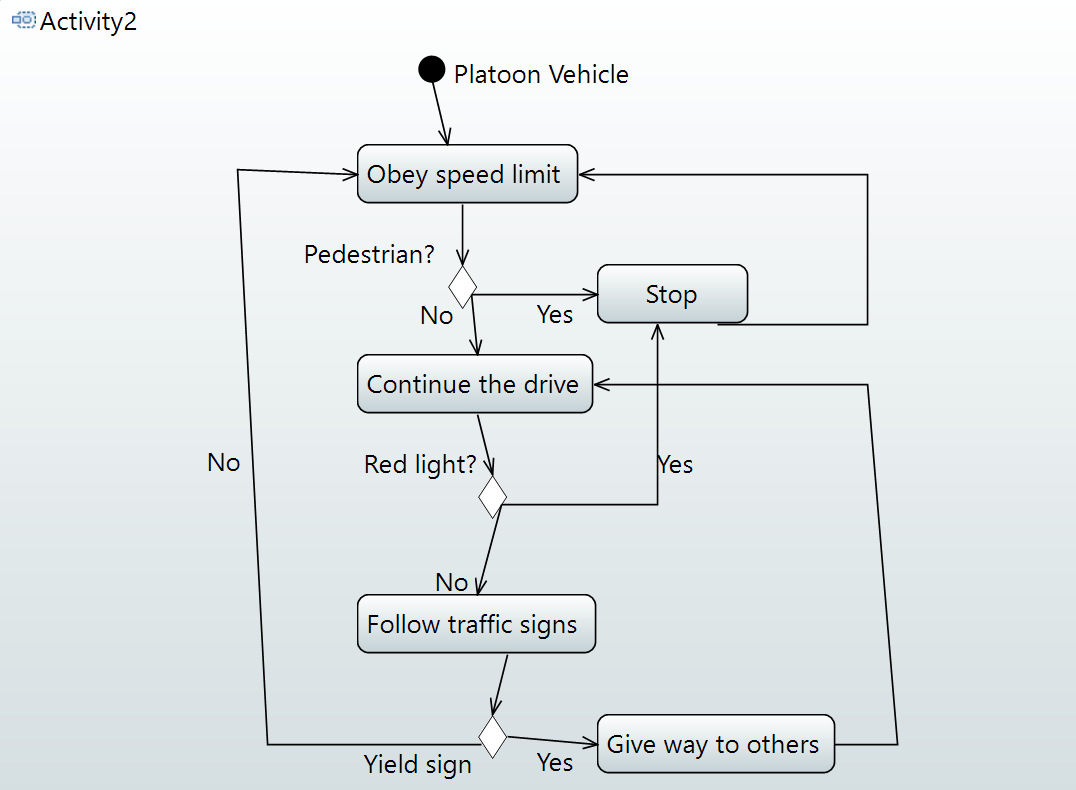 Activity2
Platoon Vehicle
Obey speed limit
Pedestrian?
Stop
No
Yes
Continue the drive
No
Red light?
Yes
No
Follow traffic signs
Give way to others
Yield sign
Yes